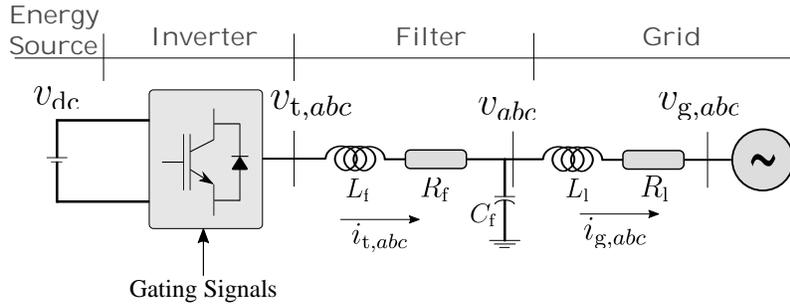 Energy
Source
Inverter
Filter
Grid
v_dc
v_t,abc
v_abc
v_g,abc
L_f
R_f
C_f
L_l
R_l
i_t,abc
i_g,abc
~
Gating Signals